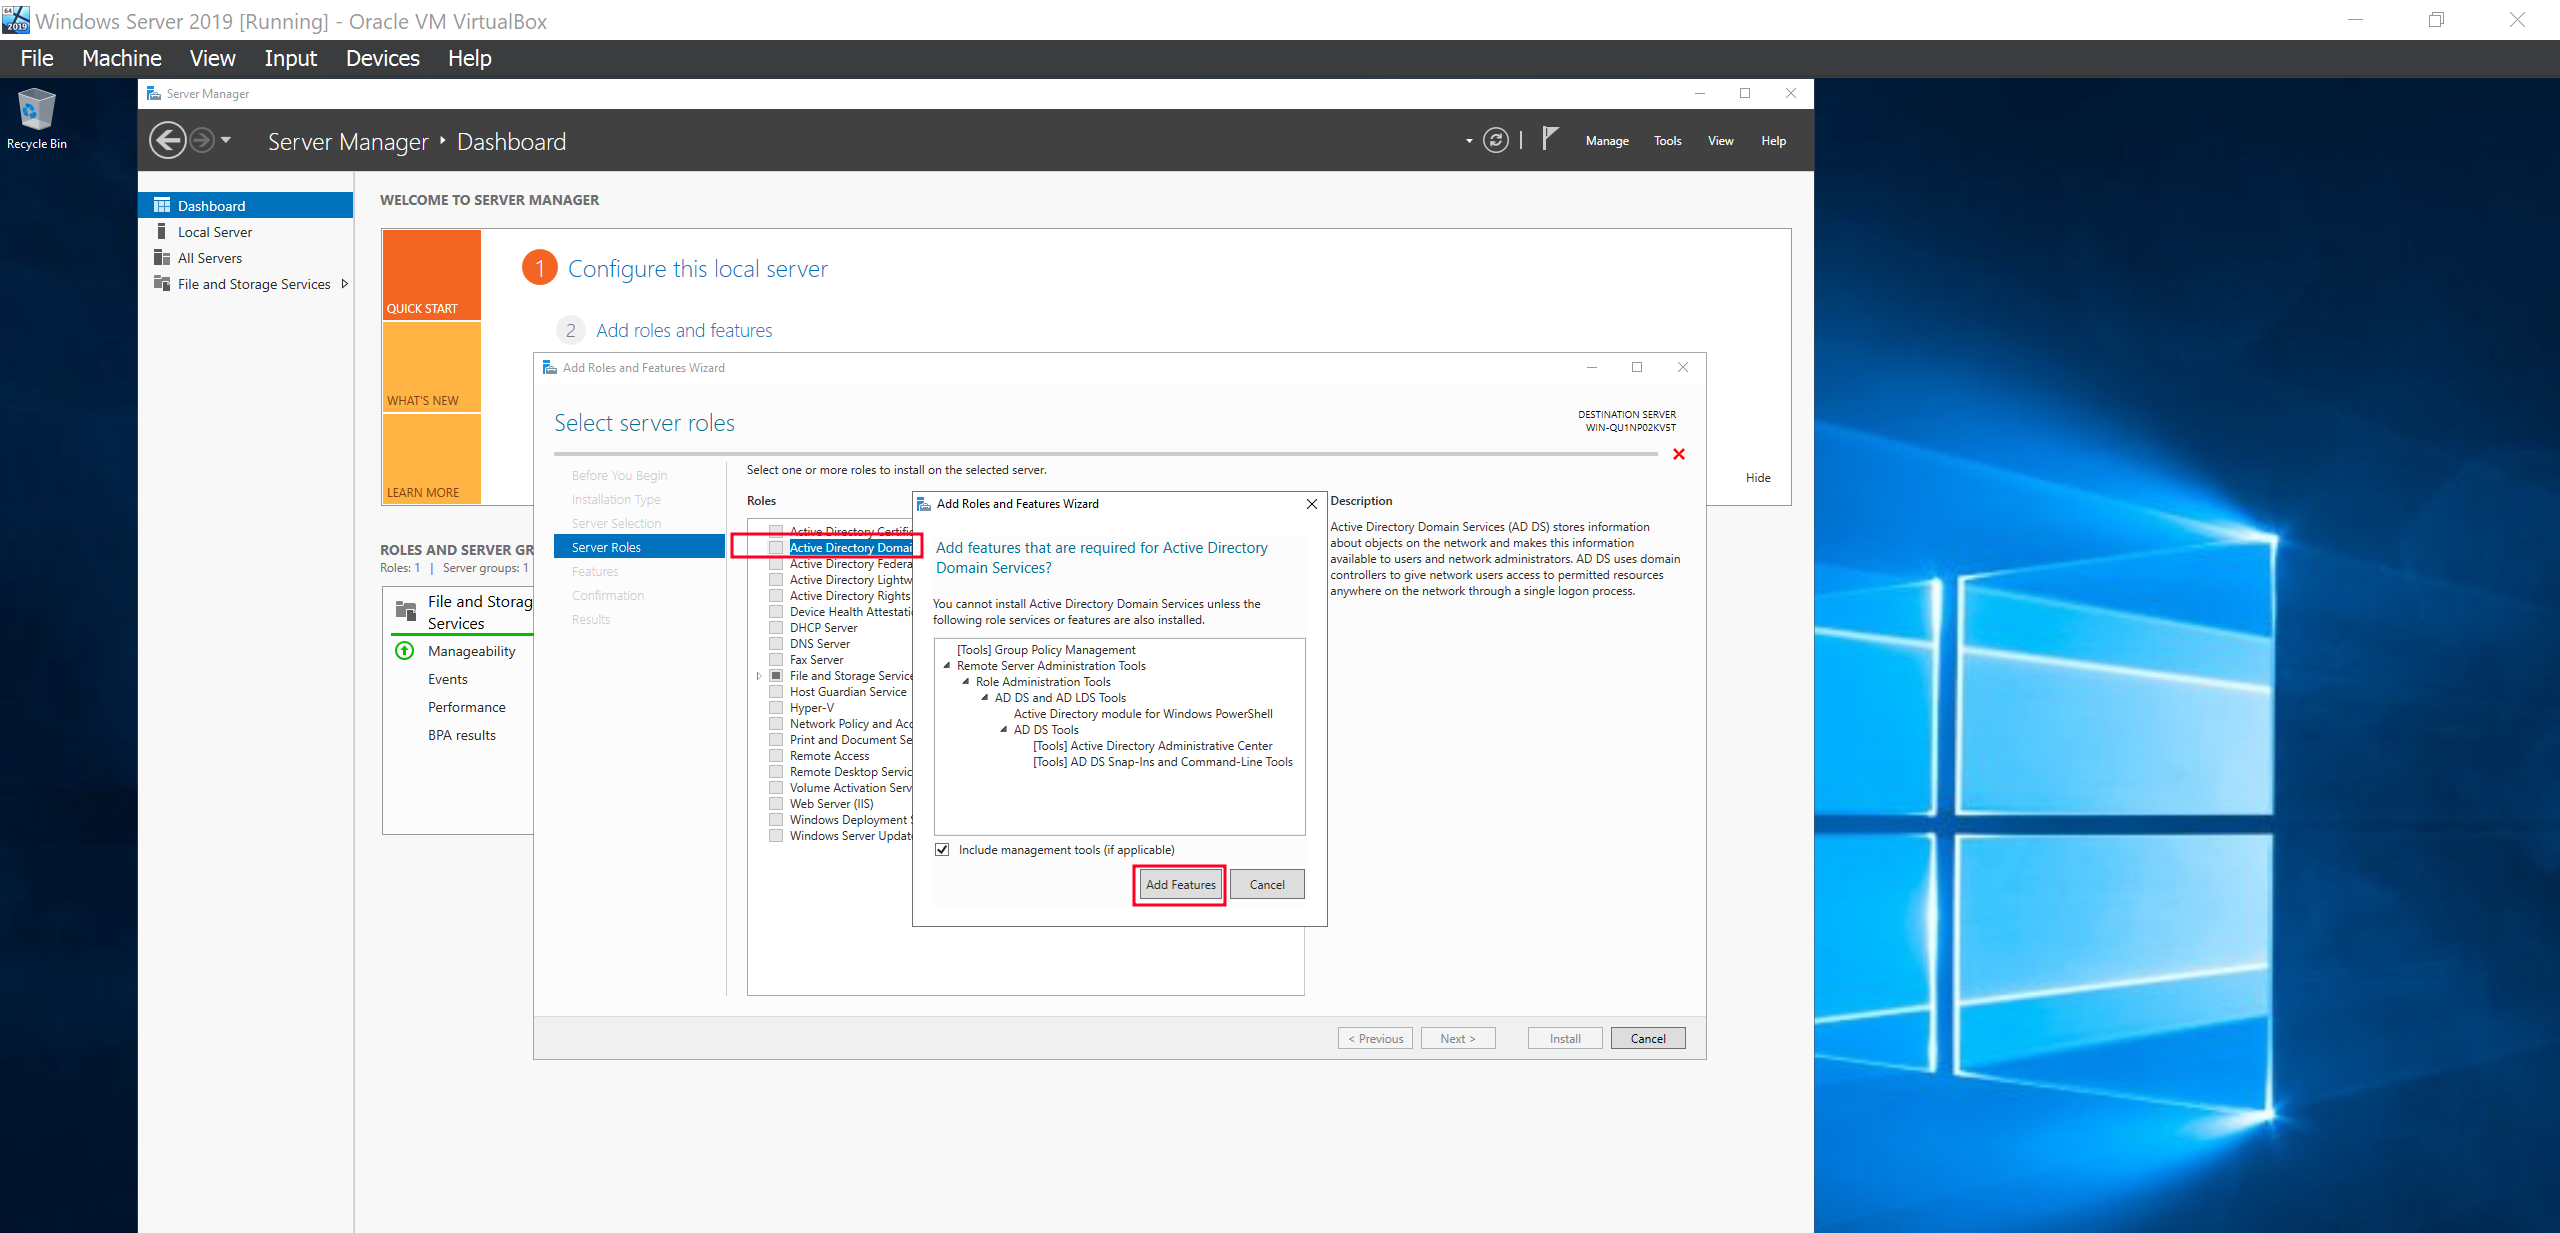 Windows Server 2019 [Running] - Oracle VM VirtualBox
File Machine View Input Devices Help
Recycle Bin
Server Manager
Server Manager Dashboard
Manage Tools View Help
Dashboard
Local Server
All Servers
File and Storage Services
WELCOME TO SERVER MANAGER
QUICK START
WHAT'S NEW
LEARN MORE
1 Configure this local server
2 Add roles and features
Hide
ROLES AND SERVER GR
Roles: 1 | Server groups: 1
File and Storag
Services
Manageability
Events
Performance
BPA results
Add Roles and Features Wizard
Select server roles
DESTINATION SERVER
WIN-QU1NP02KV5T
Before You Begin
Installation Type
Server Selection
Server Roles
Features
Confirmation
Results
Select one or more roles to install on the selected server.
Roles
Active Directory Certific
Active Directory Domai
Active Directory Federa
Active Directory Lightw
Active Directory Rights
Device Health Attestati
DHCP Server
DNS Server
Fax Server
File and Storage Service
Host Guardian Service
Hyper-V
Network Policy and Acc
Print and Document Se
Remote Access
Remote Desktop Servic
Volume Activation Serv
Web Server (IIS)
Windows Deployment S
Windows Server Updat
Description
Active Directory Domain Services (AD DS) stores information
about objects on the network and makes this information
available to users and network administrators. AD DS uses domain
controllers to give network users access to permitted resources
anywhere on the network through a single logon process.
Add Roles and Features Wizard
Add features that are required for Active Directory
Domain Services?
You cannot install Active Directory Domain Services unless the
following role services or features are also installed.
[Tools] Group Policy Management
Remote Server Administration Tools
Role Administration Tools
AD DS and AD LDS Tools
Active Directory module for Windows PowerShell
AD DS Tools
[Tools] Active Directory Administrative Center
[Tools] AD DS Snap-Ins and Command-Line Tools
Include management tools (if applicable)
Add Features Cancel
< Previous Next > Install Cancel